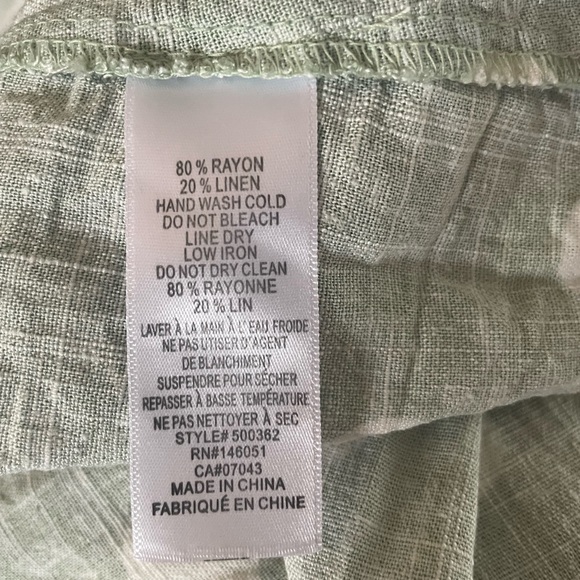 80 % RAYON
20 % LINEN
HAND WASH COLD
DO NOT BLEACH
LINE DRY
LOW IRON
DO NOT DRY CLEAN
80 % RAYONNE
20 % LIN
LAVER À LA MAIN À L' EAU FROIDE
NE PAS UTISER D'AGENT
DE BLANCHIMENT
SUSPENDRE POUR SÉCHER
REPASSER À BASSE TEMPÉRATURE
NE PAS NETTOYER À SEC
STYLE# 500362
RN#146051
CA#07043
MADE IN CHINA
FABRIQUÉ EN CHINE